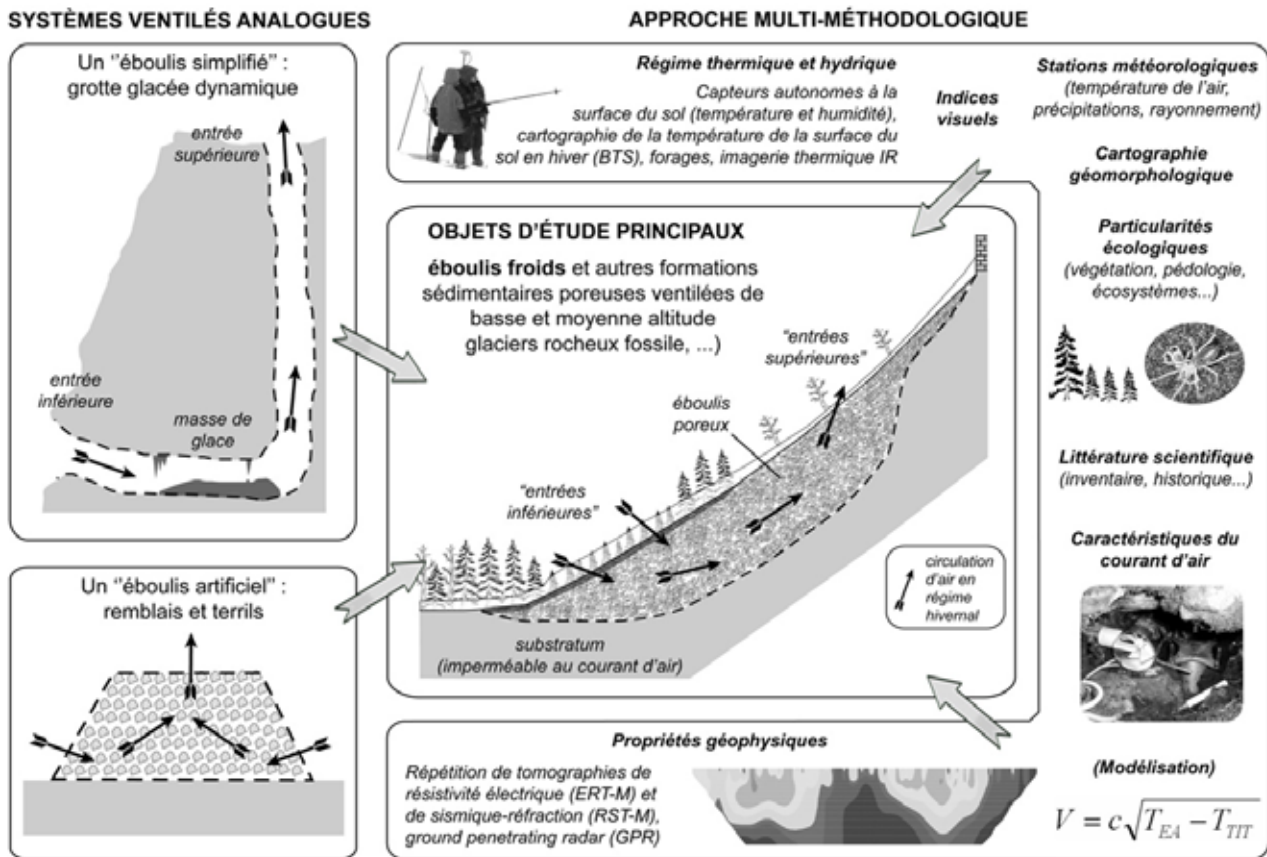 SYSTÈMES VENTILÉS ANALOGUES
Un "éboulis simplifié" :
grotte glacée dynamique
entrée
supérieure
entrée
inférieure
masse de
glace
Un "éboulis artificiel" :
remblais et terrils
APPROCHE MULTI-MÉTHODOLOGIQUE
Régime thermique et hydrique
Capteurs autonomes à la
surface du sol (température et humidité),
cartographie de la température de la surface du
sol en hiver (BTS), forages, imagerie thermique IR
Indices
visuels
Stations météorologiques
(température de l'air,
précipitations, rayonnement)
Cartographie
géomorphologique
Particularités
écologiques
(végétation, pédologie,
écosystèmes...)
Littérature scientifique
(inventaire, historique...)
Caractéristiques du
courant d'air
(Modélisation)
V = c√(T_EA − T_TIT)
OBJETS D'ÉTUDE PRINCIPAUX
éboulis froids et autres formations
sédimentaires poreuses ventilées de
basse et moyenne altitude
glaciers rocheux fossile, ...)
"entrées
supérieures"
éboulis
poreux
"entrées
inférieures"
circulation
d'air en
régime
hivernal
substratum
(imperméable au courant d'air)
Propriétés géophysiques
Répétition de tomographies de
résistivité électrique (ERT-M) et
de sismique-réfraction (RST-M),
ground penetrating radar (GPR)